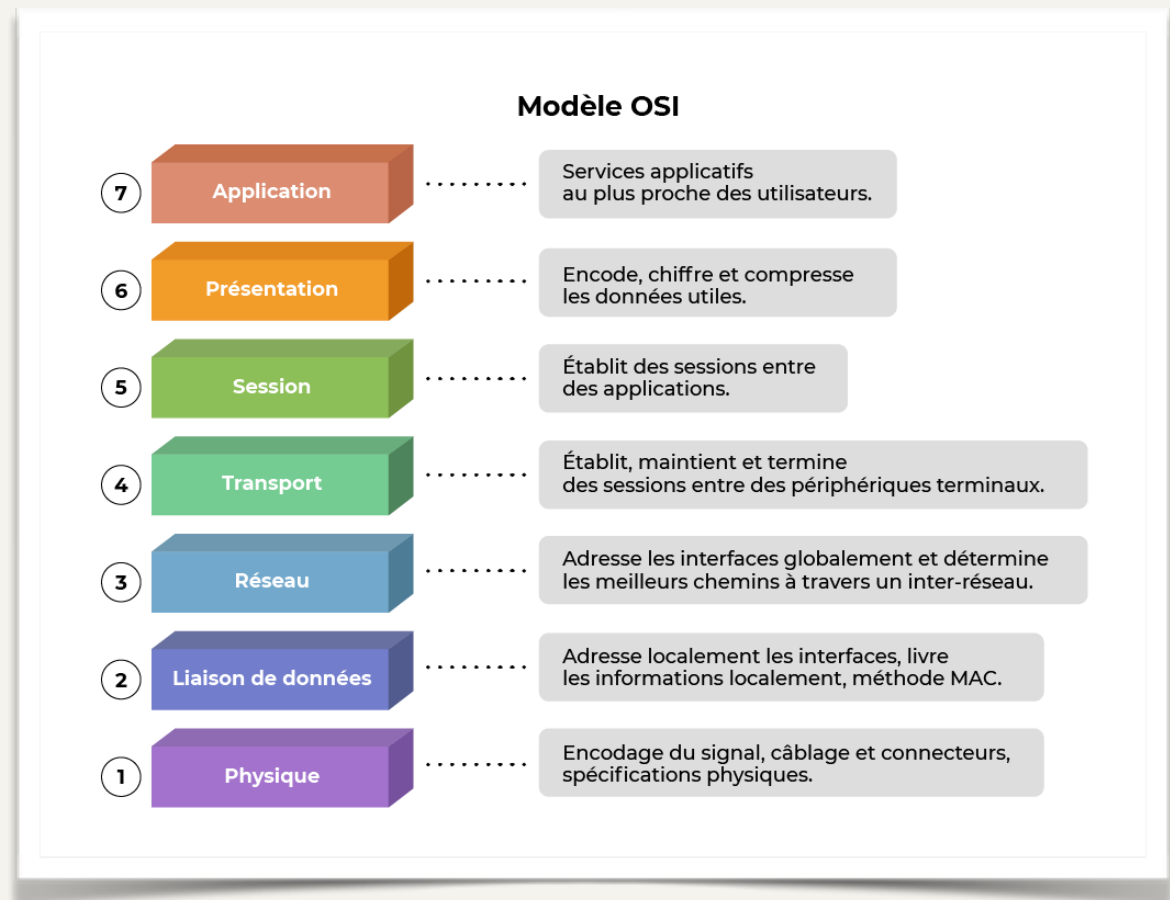 Modèle OSI
7
Application
Services applicatifs
au plus proche des utilisateurs.
6
Présentation
Encode, chiffre et compresse
les données utiles.
5
Session
Établit des sessions entre
des applications.
4
Transport
Établit, maintient et termine
des sessions entre des périphériques terminaux.
3
Réseau
Adresse les interfaces globalement et détermine
les meilleurs chemins à travers un inter-réseau.
2
Liaison de données
Adresse localement les interfaces, livre
les informations localement, méthode MAC.
1
Physique
Encodage du signal, câblage et connecteurs,
spécifications physiques.